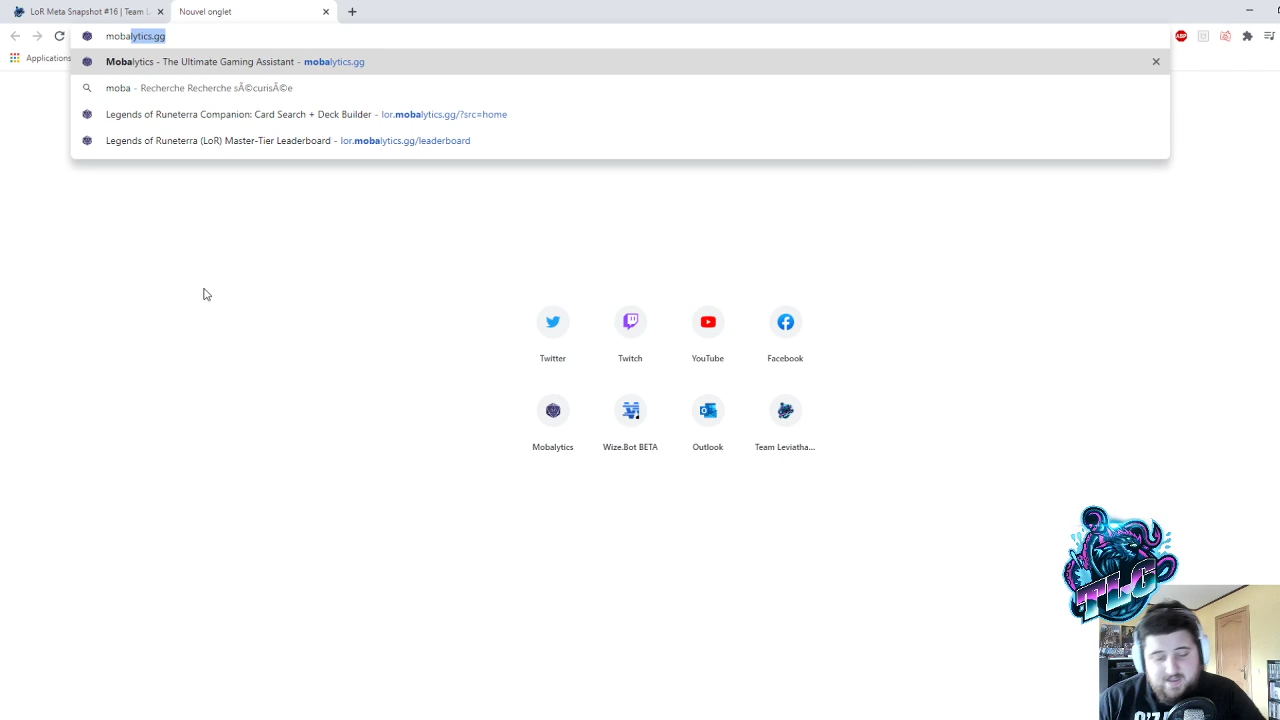 LoR Meta Snapshot #16 | Team L
Nouvel onglet
mobalytics.gg
Applications
Mobalytics - The Ultimate Gaming Assistant - mobalytics.gg
moba - Recherche Recherche sÃ©curisÃ©e
Legends of Runeterra Companion: Card Search + Deck Builder - lor.mobalytics.gg/?src=home
Legends of Runeterra (LoR) Master-Tier Leaderboard - lor.mobalytics.gg/leaderboard
ABP
Twitter
Twitch
YouTube
Facebook
Mobalytics
Wize.Bot BETA
Outlook
Team Leviatha...
TLG